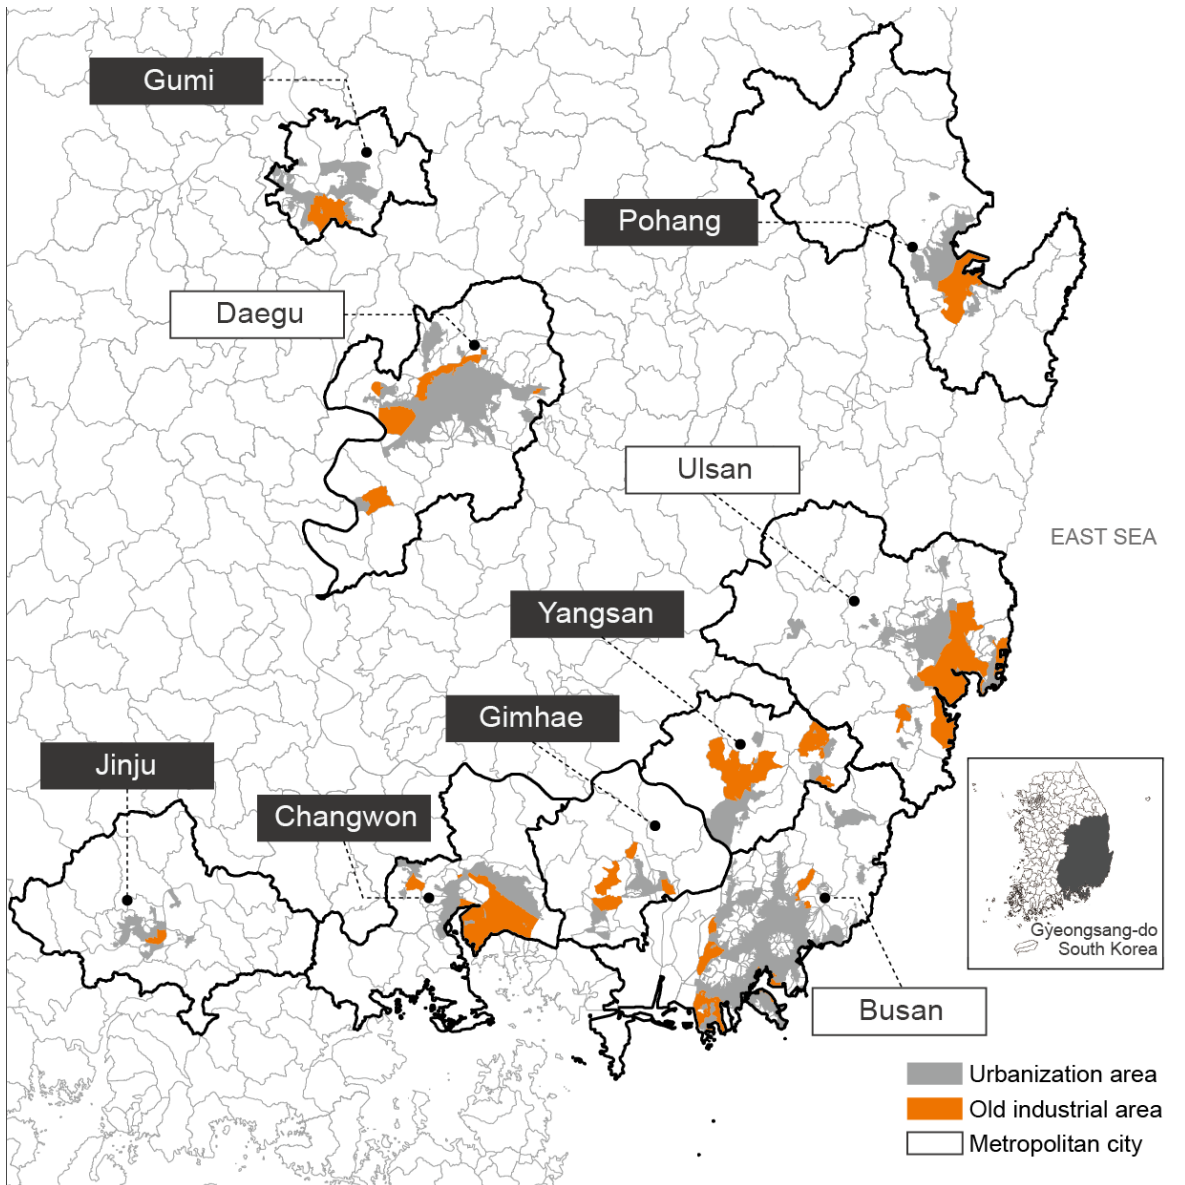 Gumi
Pohang
Daegu
Ulsan
EAST SEA
Yangsan
Gimhae
Jinju
Changwon
Gyeongsang-do
South Korea
Busan
Urbanization area
Old industrial area
Metropolitan city